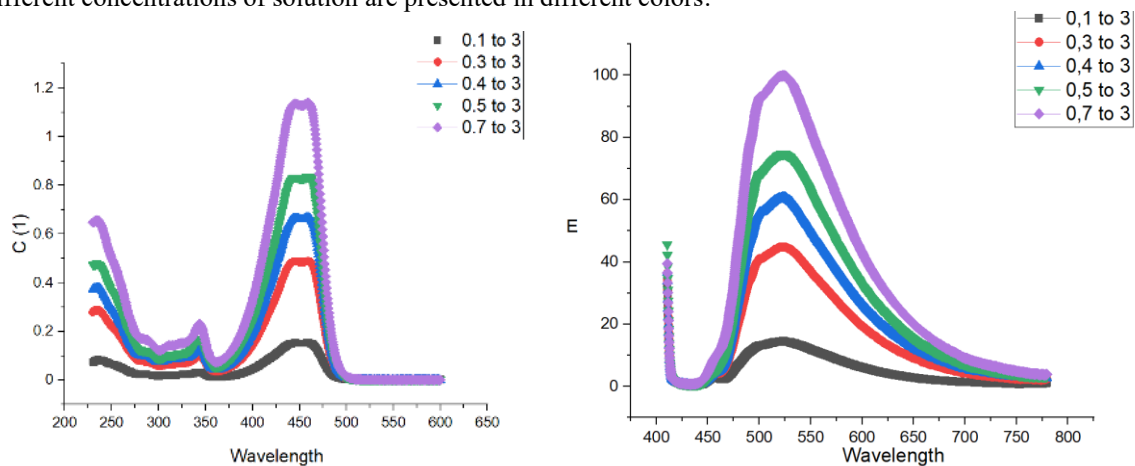 fferent concentrations of solution are presented in different colors.
0.1 to 3
0.3 to 3
0.4 to 3
0.5 to 3
0.7 to 3
1.2
1
0.8
0.6
0.4
0.2
0
C (1)
200 250 300 350 400 450 500 550 600 650
Wavelength
0,1 to 3
0,3 to 3
0,4 to 3
0,5 to 3
0,7 to 3
100
80
60
40
20
0
E
400 450 500 550 600 650 700 750 800
Wavelength